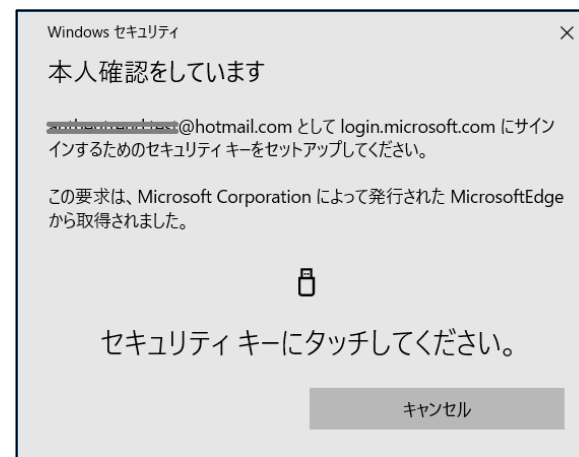 Windows セキュリティ
本人確認をしています
@hotmail.com として login.microsoft.com にサイン
インするためのセキュリティ キーをセットアップしてください。
この要求は、Microsoft Corporation によって発行された MicrosoftEdge
から取得されました。
セキュリティ キーにタッチしてください。
キャンセル